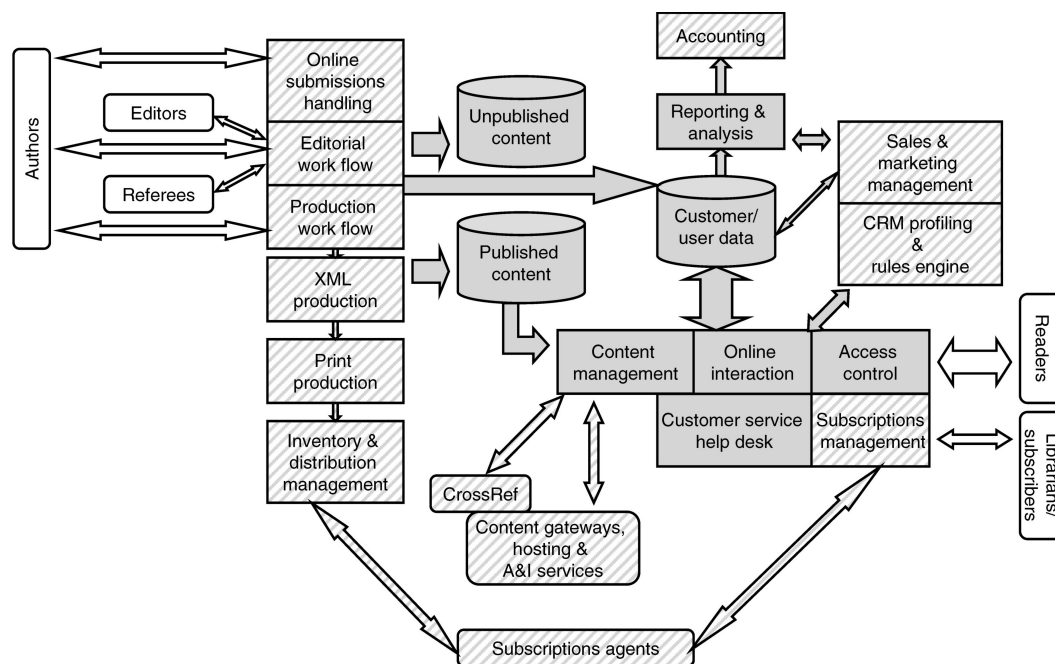 Authors
Editors
Referees
Online
submissions
handling
Editorial
work flow
Production
work flow
XML
production
Print
production
Inventory &
distribution
management
Unpublished
content
Published
content
Accounting
Reporting &
analysis
Customer/
user data
Sales &
marketing
management
CRM profiling
&
rules engine
Content
management
Online
interaction
Access
control
Customer service
help desk
Subscriptions
management
Readers
Librarians/
subscribers
CrossRef
Content gateways,
hosting &
A&I services
Subscriptions agents